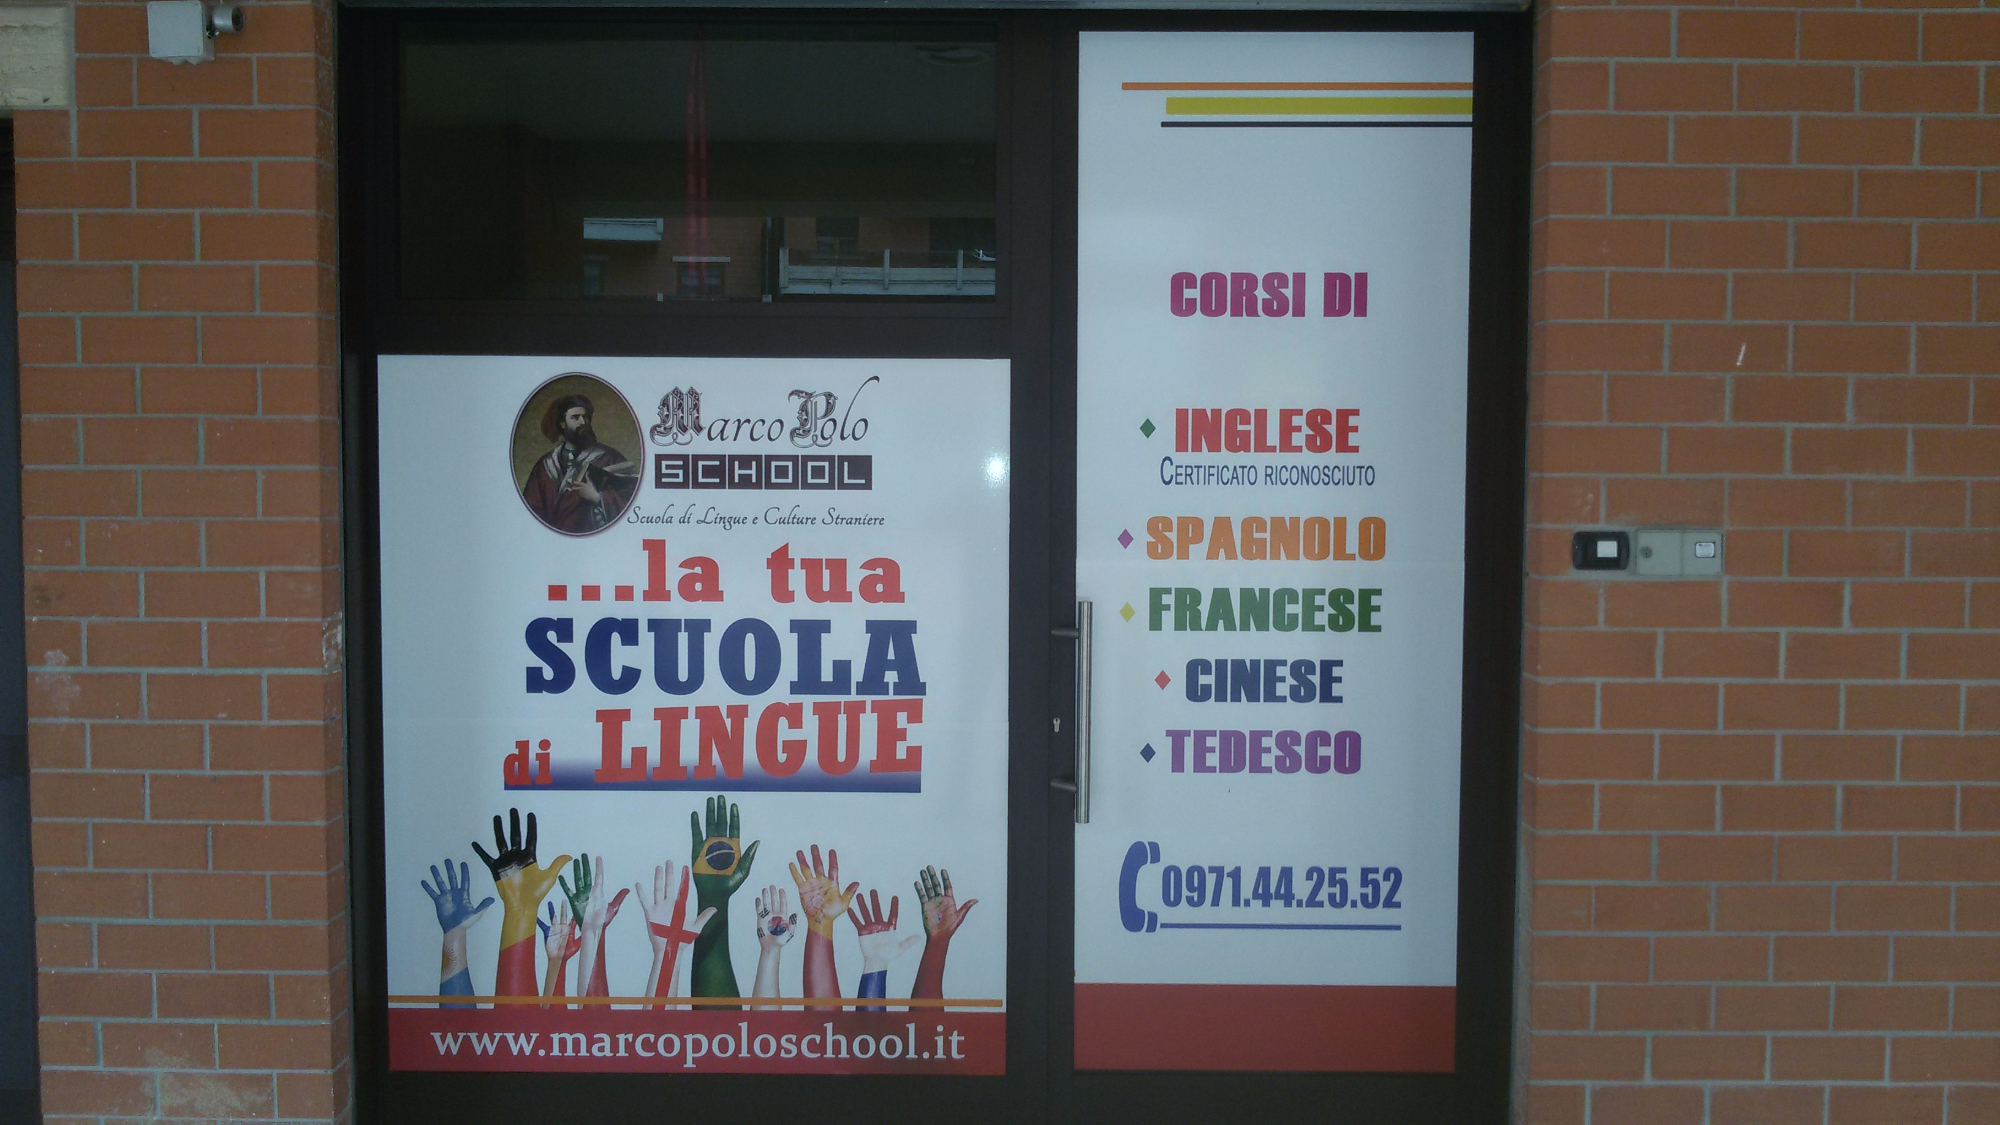 Marco Polo
SCHOOL
Scuola di Lingue e Culture Straniere
...la tua
SCUOLA
di LINGUE
www.marcopoloschool.it
CORSI DI
INGLESE
CERTIFICATO RICONOSCIUTO
SPAGNOLO
FRANCESE
CINESE
TEDESCO
0971.44.25.52